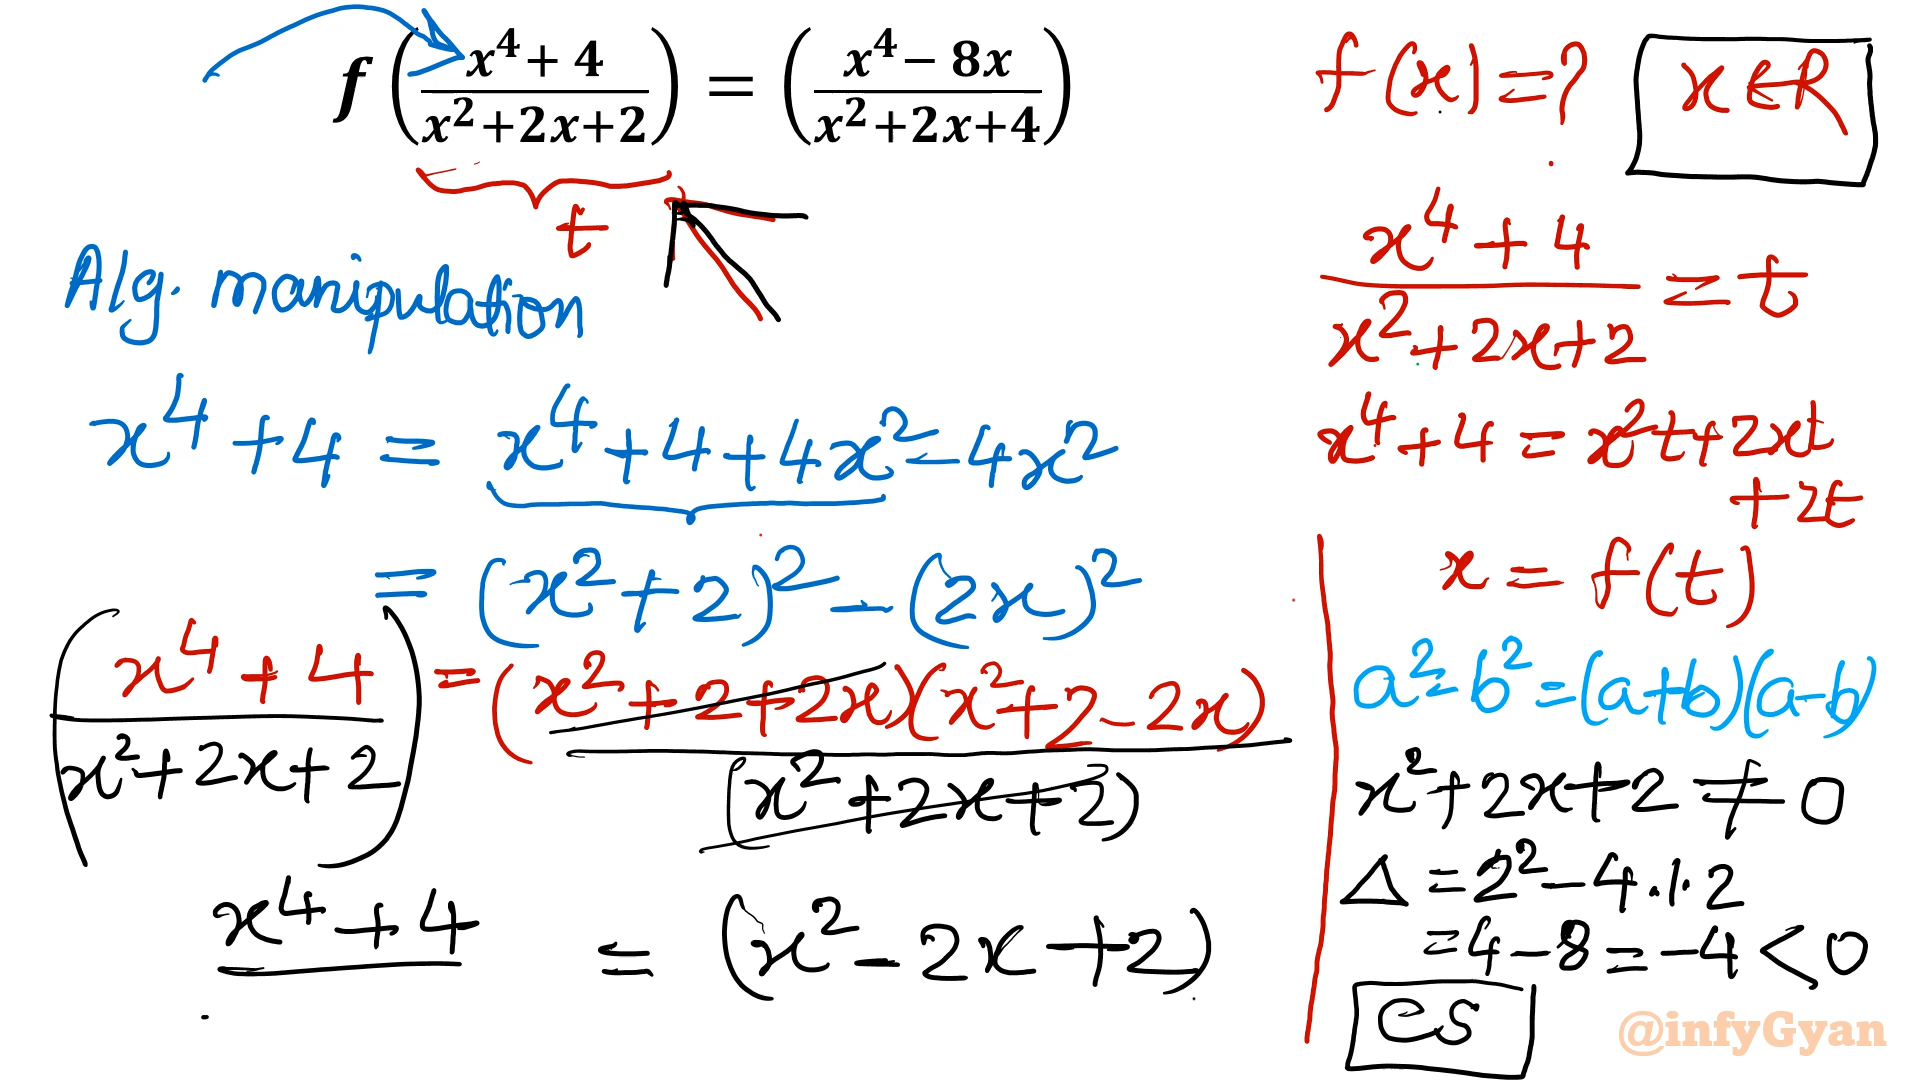 f((x⁴ + 4)/(x²+2x+2)) = ((x⁴ − 8x)/(x²+2x+4))
f(x) = ?
x ∈ R
t
Alg. manipulation
x⁴ + 4 = x⁴ + 4 + 4x² − 4x²
= (x² + 2)² − (2x)²
(x⁴ + 4)/(x² + 2x + 2) = (x² + 2 + 2x)(x² + 2 − 2x)/(x² + 2x + 2)
x⁴ + 4 = (x² − 2x + 2)
(x⁴ + 4)/(x² + 2x + 2) = t
x⁴ + 4 = x²t + 2xt
+ 2t
x = f(t)
a² − b² = (a+b)(a−b)
x² + 2x + 2 ≠ 0
Δ = 2² − 4.1.2
= 4 − 8 = −4 < 0
es
@infyGyan